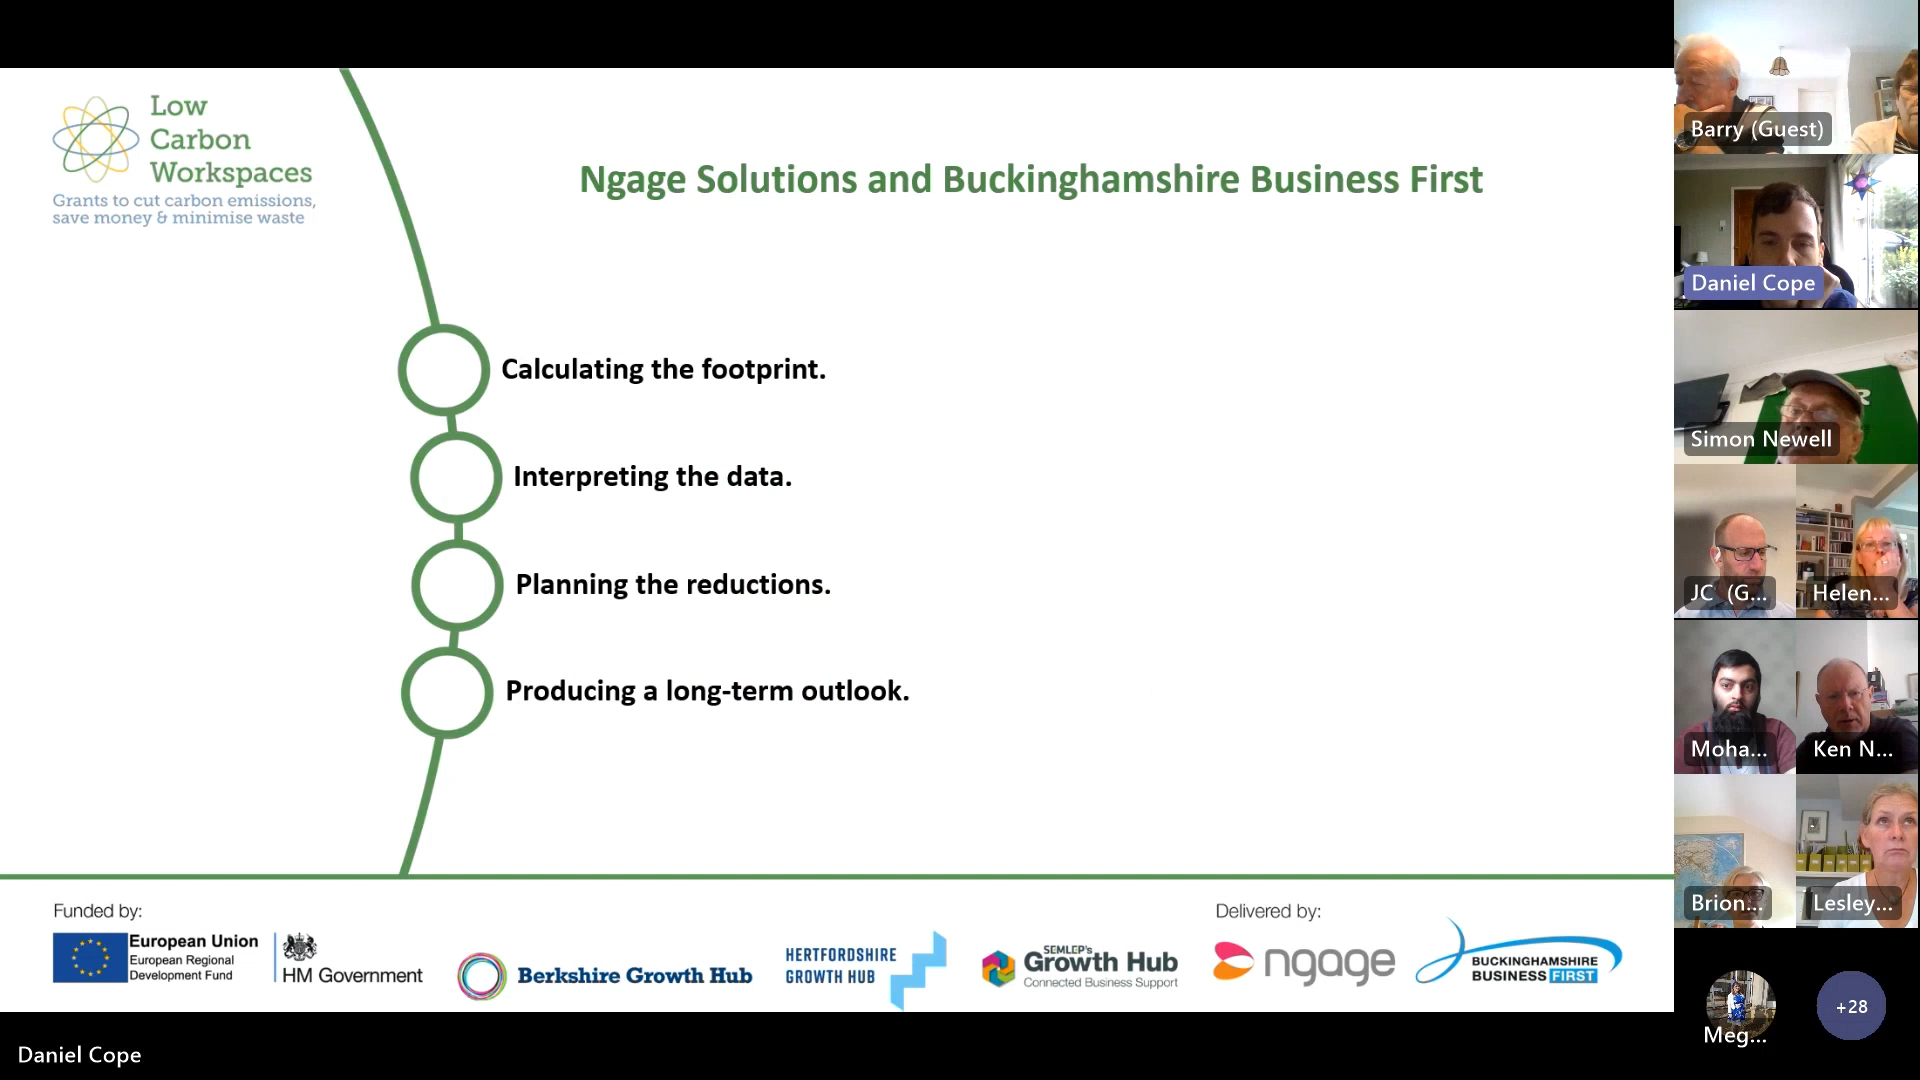 Low
Carbon
Workspaces
Grants to cut carbon emissions,
save money & minimise waste
Ngage Solutions and Buckinghamshire Business First
Calculating the footprint.
Interpreting the data.
Planning the reductions.
Producing a long-term outlook.
Funded by:
European Union
European Regional
Development Fund
HM Government
Berkshire Growth Hub
HERTFORDSHIRE
GROWTH HUB
SEMLEP's
Growth Hub
Connected Business Support
Delivered by:
ngage
BUCKINGHAMSHIRE
BUSINESS FIRST
Daniel Cope
Barry (Guest)
Daniel Cope
R
Simon Newell
JC (G...
Helen...
Moha...
Ken N...
Brion...
Lesley...
Meg...
+28